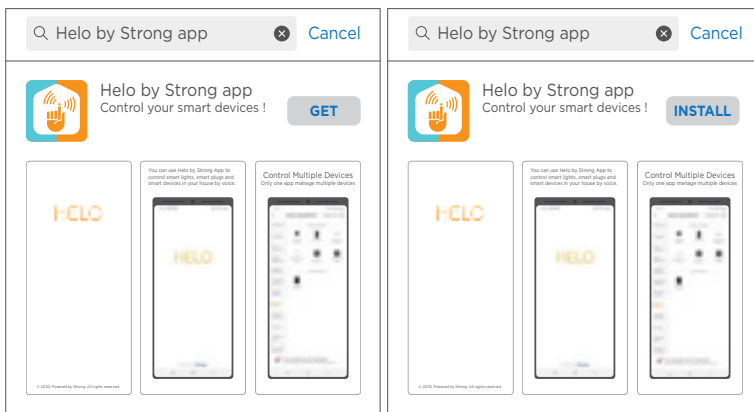 Helo by Strong app
Cancel
Helo by Strong app
Control your smart devices !
GET
HELO
© 2020. Powered by Strong. All rights reserved.
You can use Helo by Strong App to
control smart lights, smart plugs and
smart devices in your house by voice.
HELO
Control Multiple Devices
Only one app manage multiple devices
Helo by Strong app
Cancel
Helo by Strong app
Control your smart devices !
INSTALL
HELO
© 2020. Powered by Strong. All rights reserved.
You can use Helo by Strong App to
control smart lights, smart plugs and
smart devices in your house by voice.
HELO
Control Multiple Devices
Only one app manage multiple devices